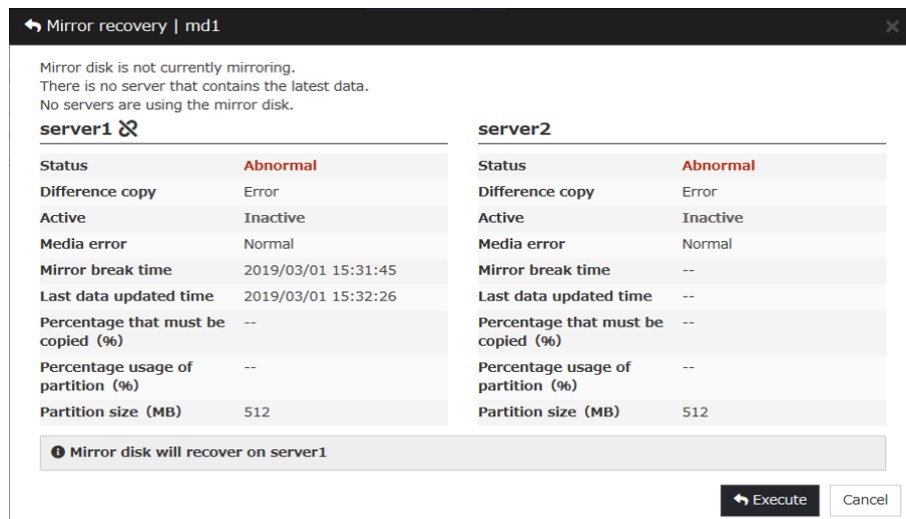 Mirror recovery | md1
Mirror disk is not currently mirroring.
There is no server that contains the latest data.
No servers are using the mirror disk.
server1
Status Abnormal
Difference copy Error
Active Inactive
Media error Normal
Mirror break time 2019/03/01 15:31:45
Last data updated time 2019/03/01 15:32:26
Percentage that must be --
copied (%)
Percentage usage of --
partition (%)
Partition size (MB) 512
server2
Status Abnormal
Difference copy Error
Active Inactive
Media error Normal
Mirror break time --
Last data updated time --
Percentage that must be --
copied (%)
Percentage usage of --
partition (%)
Partition size (MB) 512
Mirror disk will recover on server1
Execute Cancel